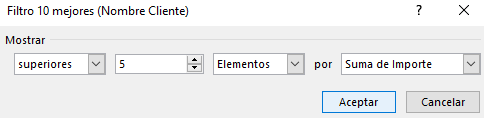 Filtro 10 mejores (Nombre Cliente) ? ×
Mostrar
superiores 5 Elementos por Suma de Importe
Aceptar Cancelar